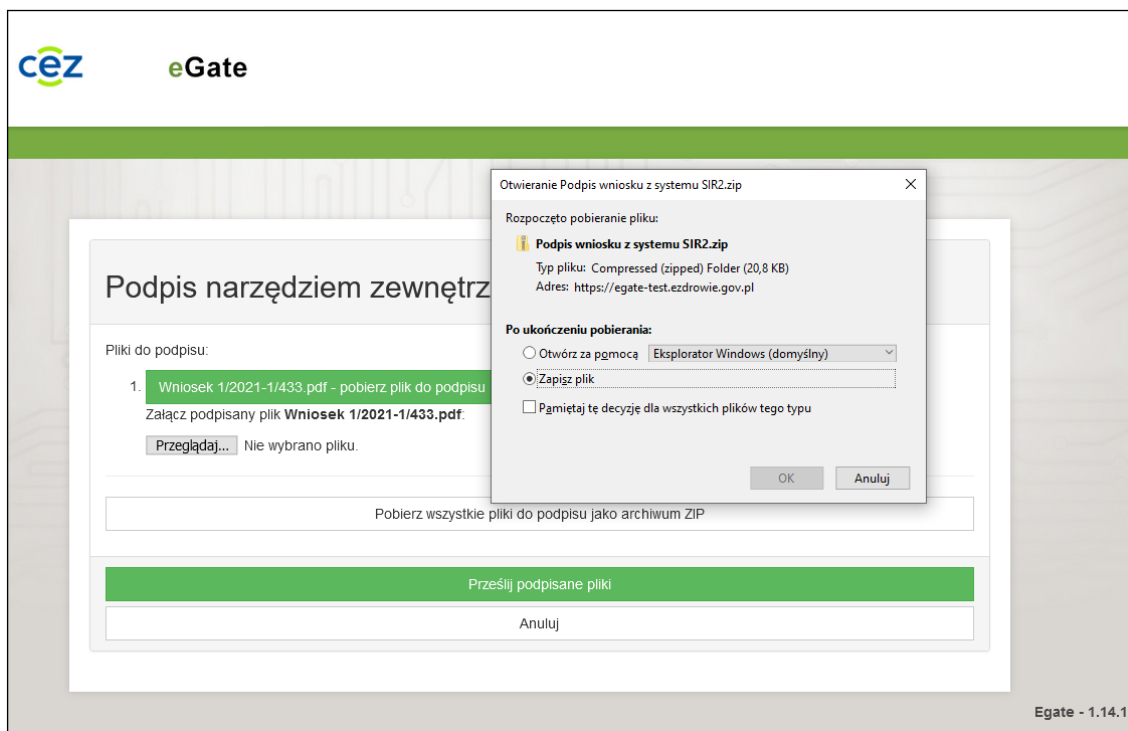 cez
eGate
Otwieranie Podpis wniosku z systemu SIR2.zip
Rozpoczęto pobieranie pliku:
Podpis wniosku z systemu SIR2.zip
Typ pliku: Compressed (zipped) Folder (20,8 KB)
Adres: https://egate-test.ezdrowie.gov.pl
Po ukończeniu pobierania:
Otwórz za pomocą Eksplorator Windows (domyślny)
Zapisz plik
Pamiętaj tę decyzję dla wszystkich plików tego typu
OK Anuluj
Podpis narzędziem zewnętrz
Pliki do podpisu:
1. Wniosek 1/2021-1/433.pdf - pobierz plik do podpisu
Załącz podpisany plik Wniosek 1/2021-1/433.pdf:
Przeglądaj... Nie wybrano pliku.
Pobierz wszystkie pliki do podpisu jako archiwum ZIP
Prześlij podpisane pliki
Anuluj
Egate - 1.14.1